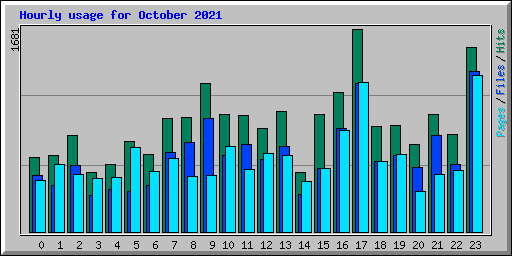 Hourly usage for October 2021
1681
Pages/Files/Hits
0 1 2 3 4 5 6 7 8 9 10 11 12 13 14 15 16 17 18 19 20 21 22 23